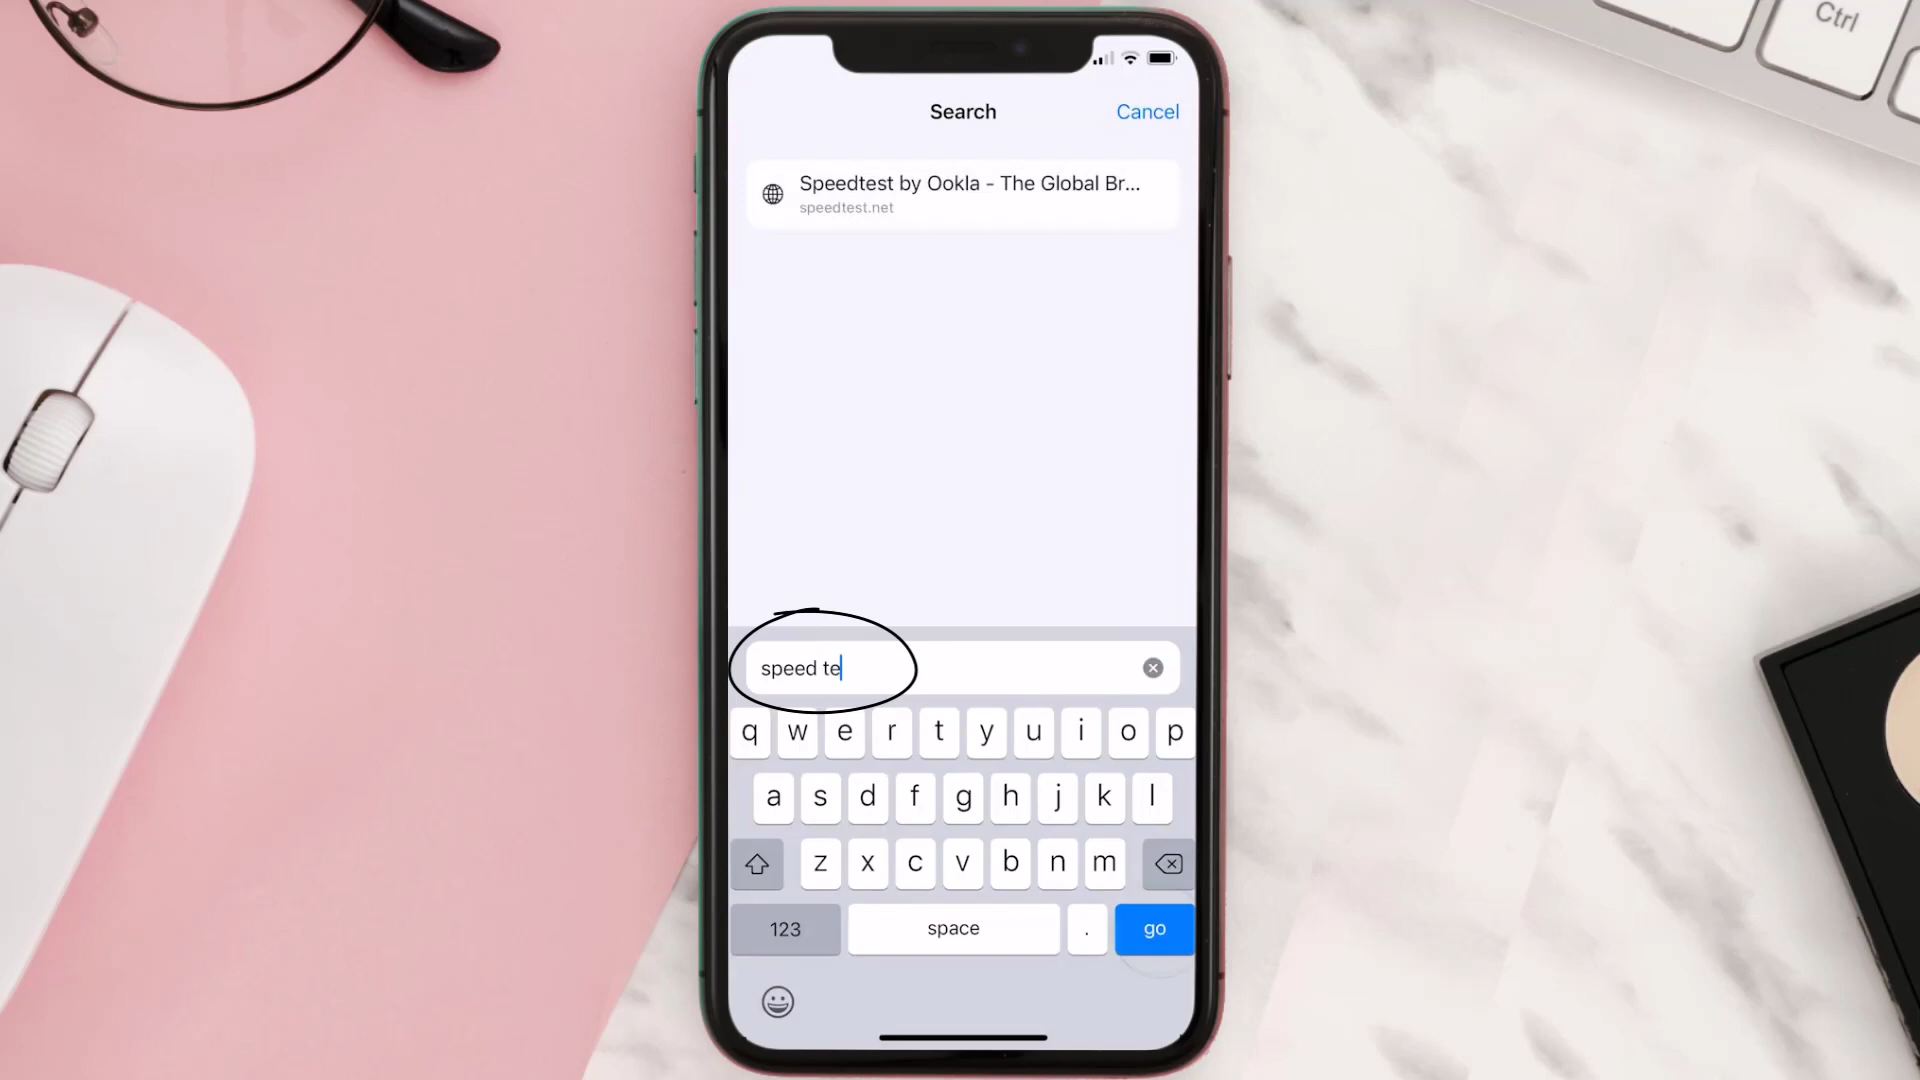 Ctrl
Search
Cancel
Speedtest by Ookla - The Global Br...
speedtest.net
speed te
q w e r t y u i o p
a s d f g h j k l
z x c v b n m
123 space . go